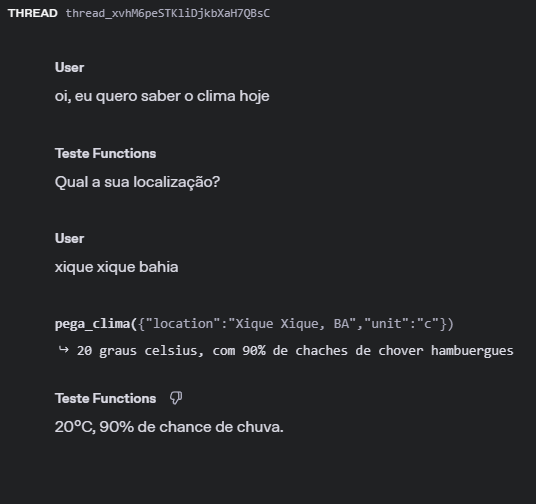 THREAD thread_xvhM6peSTKliDjkbXaH7QBsC
User
oi, eu quero saber o clima hoje
Teste Functions
Qual a sua localização?
User
xique xique bahia
pega_clima({"location":"Xique Xique, BA","unit":"c"})
↪ 20 graus celsius, com 90% de chaches de chover hambuergues
Teste Functions
20°C, 90% de chance de chuva.